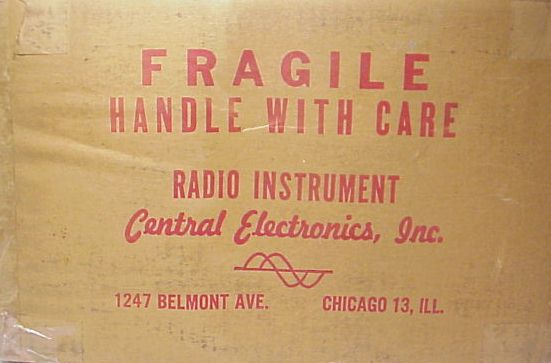 FRAGILE
HANDLE WITH CARE
RADIO INSTRUMENT
Central Electronics, Inc.
1247 BELMONT AVE. CHICAGO 13, ILL.